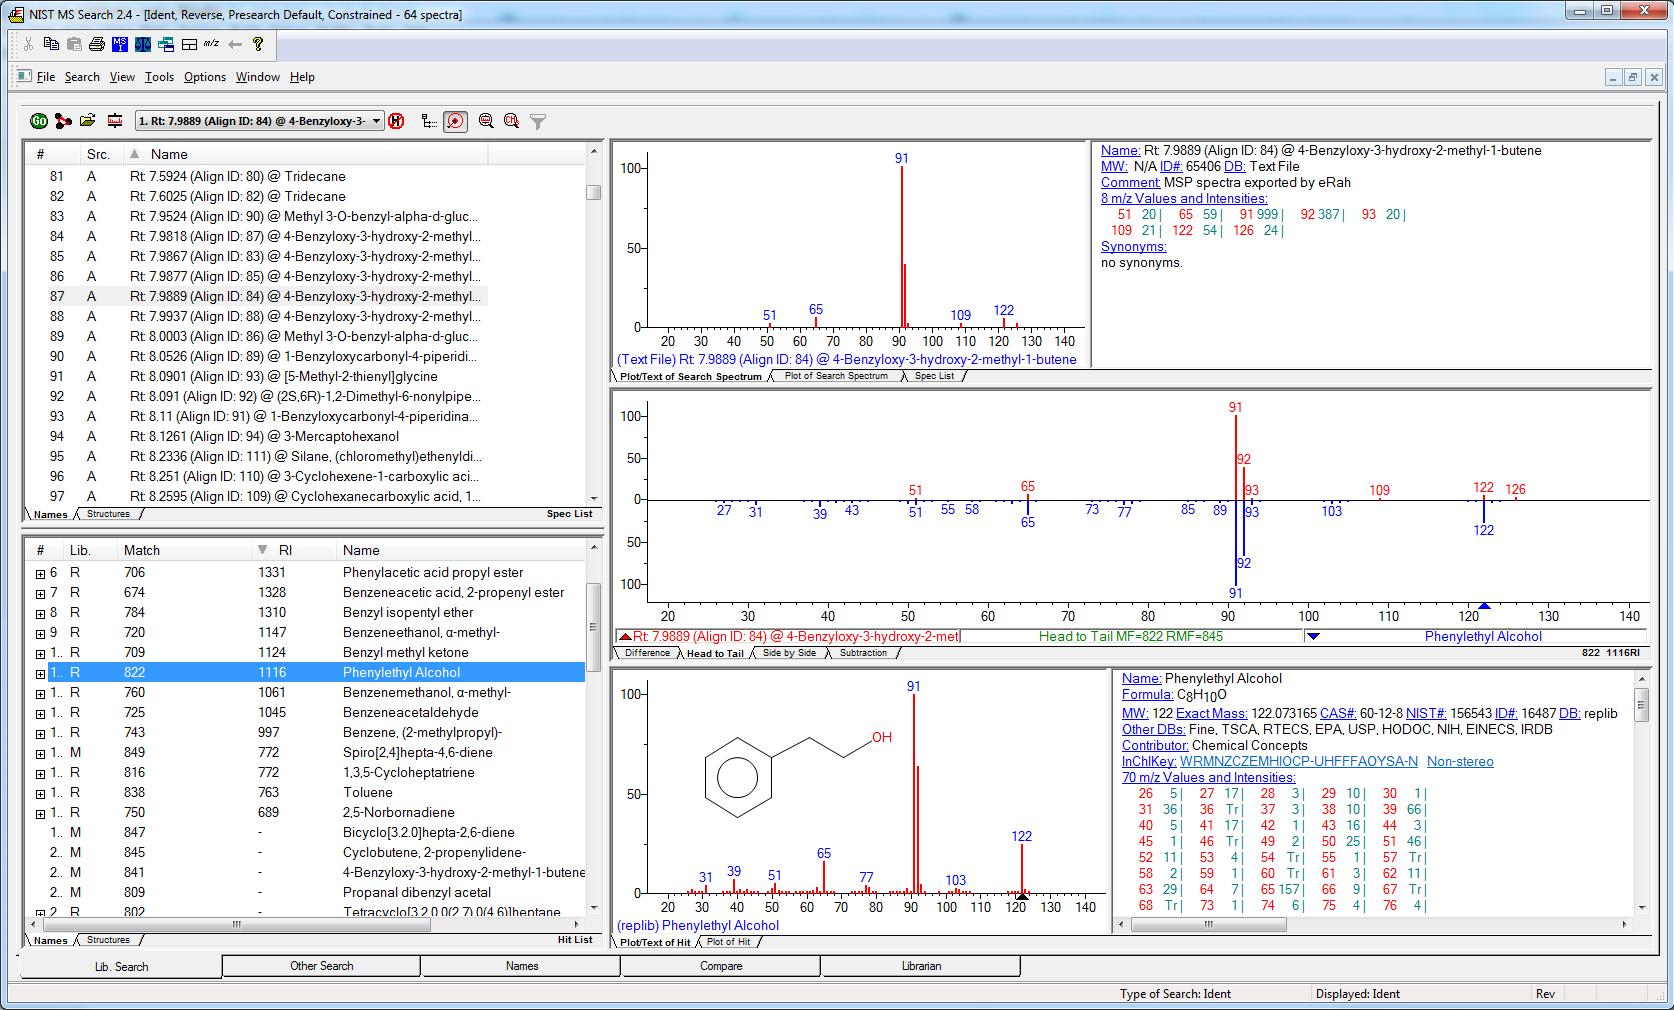 NIST MS Search 2.4 - [Ident, Reverse, Presearch Default, Constrained - 64 spectra]
File Search View Tools Options Window Help
1. Rt: 7.9889 (Align ID: 84) @ 4-Benzyloxy-3-
# Src. Name
81 A Rt: 7.5924 (Align ID: 80) @ Tridecane
82 A Rt: 7.6025 (Align ID: 82) @ Tridecane
83 A Rt: 7.9524 (Align ID: 90) @ Methyl 3-O-benzyl-alpha-d-gluc...
84 A Rt: 7.9818 (Align ID: 87) @ 4-Benzyloxy-3-hydroxy-2-methyl...
85 A Rt: 7.9867 (Align ID: 83) @ 4-Benzyloxy-3-hydroxy-2-methyl...
86 A Rt: 7.9877 (Align ID: 85) @ 4-Benzyloxy-3-hydroxy-2-methyl...
87 A Rt: 7.9889 (Align ID: 84) @ 4-Benzyloxy-3-hydroxy-2-methyl...
88 A Rt: 7.9937 (Align ID: 88) @ 4-Benzyloxy-3-hydroxy-2-methyl...
89 A Rt: 8.0003 (Align ID: 86) @ Methyl 3-O-benzyl-alpha-d-gluc...
90 A Rt: 8.0526 (Align ID: 89) @ 1-Benzyloxycarbonyl-4-piperidi...
91 A Rt: 8.0901 (Align ID: 93) @ [5-Methyl-2-thienyl]glycine
92 A Rt: 8.091 (Align ID: 92) @ (2S,6R)-1,2-Dimethyl-6-nonylpipe...
93 A Rt: 8.11 (Align ID: 91) @ 1-Benzyloxycarbonyl-4-piperidina...
94 A Rt: 8.1261 (Align ID: 94) @ 3-Mercaptohexanol
95 A Rt: 8.2336 (Align ID: 111) @ Silane, (chloromethyl)ethenyldi...
96 A Rt: 8.251 (Align ID: 110) @ 3-Cyclohexene-1-carboxylic aci...
97 A Rt: 8.2595 (Align ID: 109) @ Cyclohexanecarboxylic acid, 1...
Names Structures Spec List
# Lib. Match RI Name
6 R 706 1331 Phenylacetic acid propyl ester
7 R 674 1328 Benzeneacetic acid, 2-propenyl ester
8 R 784 1310 Benzyl isopentyl ether
9 R 720 1147 Benzeneethanol, α-methyl-
1.. R 709 1124 Benzyl methyl ketone
1.. R 822 1116 Phenylethyl Alcohol
1.. R 760 1061 Benzenemethanol, α-methyl-
1.. R 725 1045 Benzeneacetaldehyde
1.. R 743 997 Benzene, (2-methylpropyl)-
1.. M 849 772 Spiro[2,4]hepta-4,6-diene
1.. R 816 772 1,3,5-Cycloheptatriene
1.. R 838 763 Toluene
1.. R 750 689 2,5-Norbornadiene
1.. M 847 - Bicyclo[3.2.0]hepta-2,6-diene
2.. M 845 - Cyclobutene, 2-propenylidene-
2.. M 841 - 4-Benzyloxy-3-hydroxy-2-methyl-1-butene
2.. M 809 - Propanal dibenzyl acetal
2 R 802 - Tetracyclo[3.2.0.0(2,7).0(4,6)]heptane
Names Structures Hit List
100 50 0
91
51 65 109 122
20 30 40 50 60 70 80 90 100 110 120 130 140
(Text File) Rt: 7.9889 (Align ID: 84) @ 4-Benzyloxy-3-hydroxy-2-methyl-1-butene
Plot/Text of Search Spectrum Plot of Search Spectrum Spec List
Name: Rt: 7.9889 (Align ID: 84) @ 4-Benzyloxy-3-hydroxy-2-methyl-1-butene
MW: N/A ID#: 65406 DB: Text File
Comment: MSP spectra exported by eRah
8 m/z Values and Intensities:
51 20 | 65 59 | 91 999 | 92 387 | 93 20 |
109 21 | 122 54 | 126 24 |
Synonyms:
no synonyms.
100 50 0 50 100
91
92
51 65 93 109 122 126
27 31 39 43 51 55 58 65 73 77 85 89 93 103 122
92
91
20 30 40 50 60 70 80 90 100 110 120 130 140
Rt: 7.9889 (Align ID: 84) @ 4-Benzyloxy-3-hydroxy-2-met Head to Tail MF=822 RMF=845 Phenylethyl Alcohol
Difference Head to Tail Side by Side Subtraction 822 1116RI
100 50 0
91
OH
31 39 51 65 77 103 122
20 30 40 50 60 70 80 90 100 110 120 130 140
(replib) Phenylethyl Alcohol
Plot/Text of Hit Plot of Hit
Name: Phenylethyl Alcohol
Formula: C8H10O
MW: 122 Exact Mass: 122.073165 CAS#: 60-12-8 NIST#: 156543 ID#: 16487 DB: replib
Other DBs: Fine, TSCA, RTECS, EPA, USP, HODOC, NIH, EINECS, IRDB
Contributor: Chemical Concepts
InChIKey: WRMNZCZEMHIOCP-UHFFFAOYSA-N Non-stereo
70 m/z Values and Intensities:
26 5 | 27 17 | 28 3 | 29 10 | 30 1 |
31 36 | 36 Tr | 37 3 | 38 10 | 39 66 |
40 5 | 41 17 | 42 1 | 43 16 | 44 3 |
45 1 | 46 Tr | 49 2 | 50 25 | 51 46 |
52 11 | 53 4 | 54 Tr | 55 1 | 57 Tr |
58 2 | 59 1 | 60 Tr | 61 3 | 62 11 |
63 29 | 64 7 | 65 157 | 66 9 | 67 Tr |
68 Tr | 73 1 | 74 6 | 75 4 | 76 4 |
Lib. Search Other Search Names Compare Librarian
Type of Search: Ident Displayed: Ident Rev